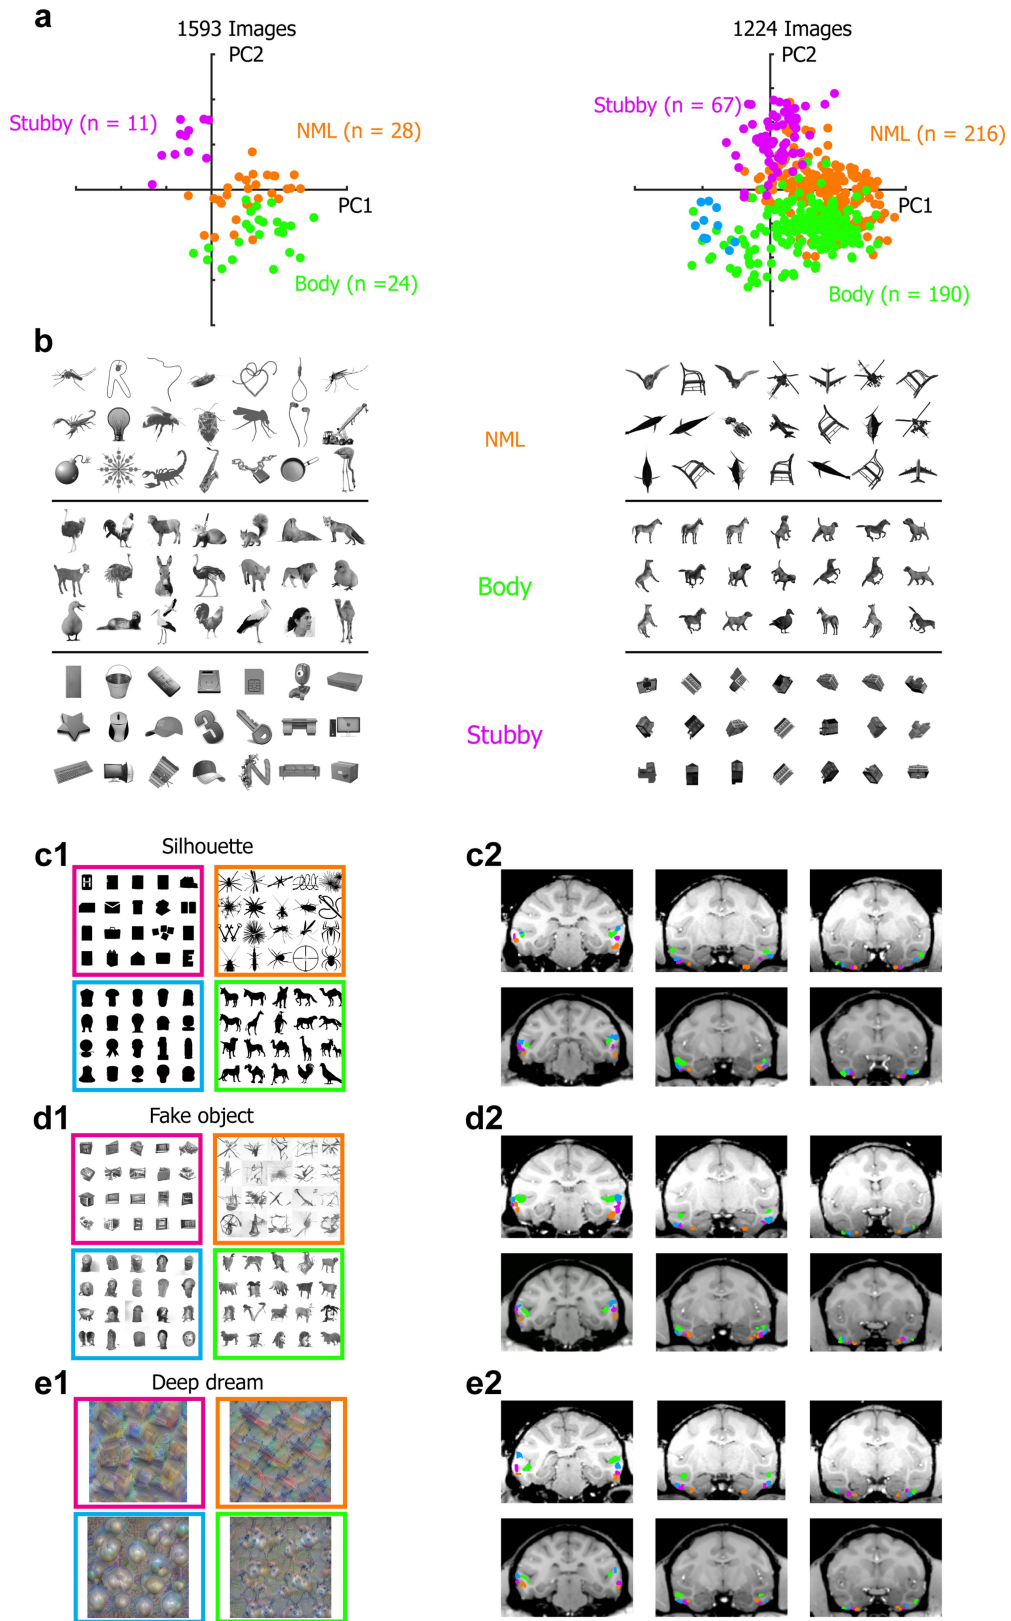 a
1593 Images
PC2
Stubby (n = 11)
NML (n = 28)
PC1
Body (n =24)
1224 Images
PC2
Stubby (n = 67)
NML (n = 216)
PC1
Body (n = 190)
b
NML
Body
Stubby
R
3
N
c1
Silhouette
H
E
c2
d1
Fake object
d2
e1
Deep dream
e2